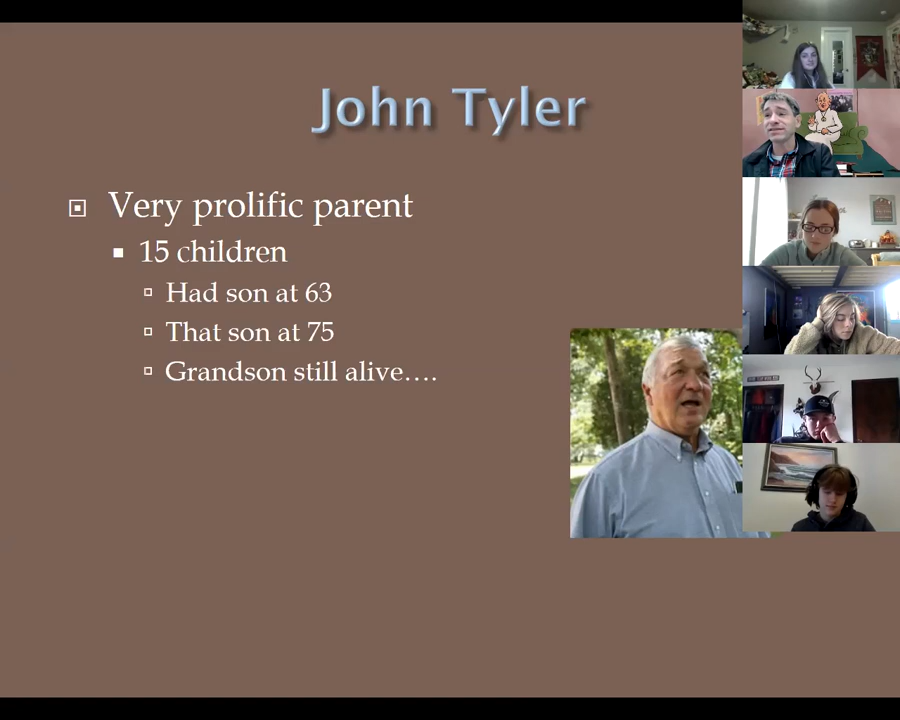 John Tyler
Very prolific parent
15 children
Had son at 63
That son at 75
Grandson still alive….